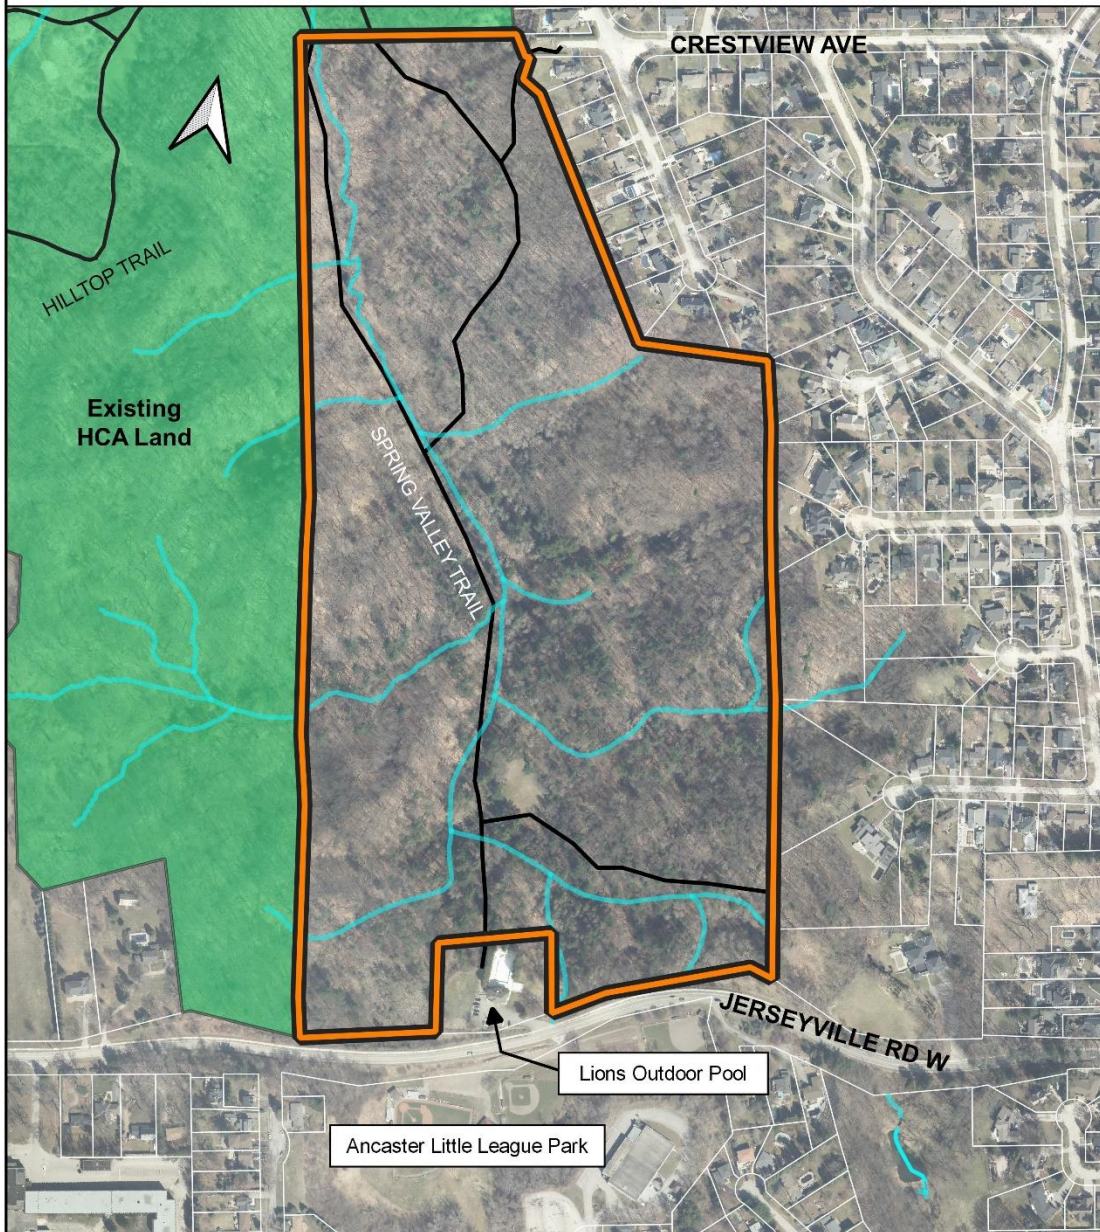 CRESTVIEW AVE
HILLTOP TRAIL
Existing
HCA Land
SPRING VALLEY TRAIL
JERSEYVILLE RD W
Lions Outdoor Pool
Ancaster Little League Park